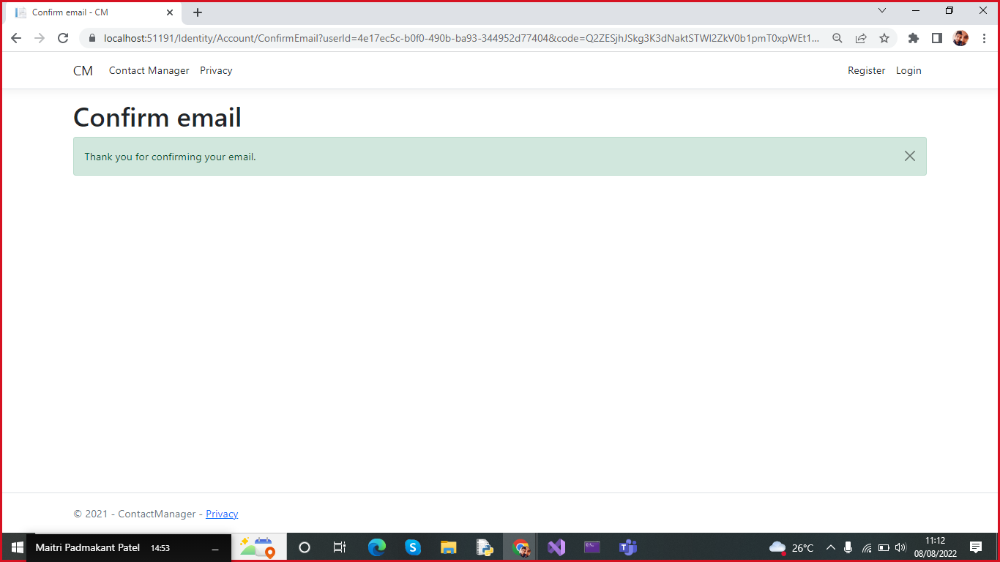 Confirm email - CM
localhost:51191/Identity/Account/ConfirmEmail?userId=4e17ec5c-b0f0-490b-ba93-344952d77404&code=Q2ZESjhJSkg3K3dNaktSTWl2ZkV0b1pmT0xpWEt1...
CM Contact Manager Privacy Register Login
Confirm email
Thank you for confirming your email.
© 2021 - ContactManager - Privacy
Maitri Padmakant Patel 14:53
26°C
11:12
08/08/2022